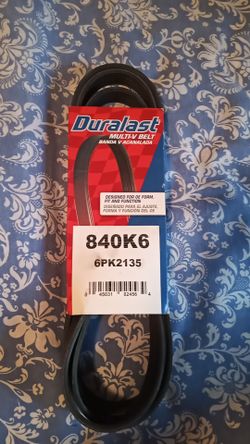 Duralast
MULTI-V BELT
BANDA V ACANALADA
DESIGNED FOR OE FORM,
FIT AND FUNCTION
DISEÑADO PARA EL AJUSTE,
FORMA Y FUNCIÓN DEL OE
840K6
6PK2135